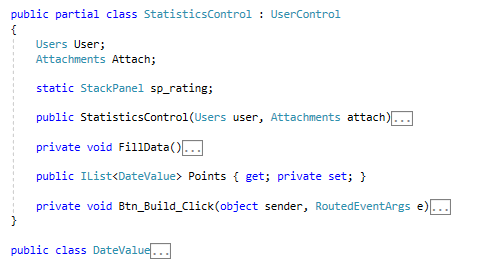 public partial class StatisticsControl : UserControl
{
Users User;
Attachments Attach;
static StackPanel sp_rating;
public StatisticsControl(Users user, Attachments attach)...
private void FillData()...
public IList<DateValue> Points { get; private set; }
private void Btn_Build_Click(object sender, RoutedEventArgs e)...
}
public class DateValue...